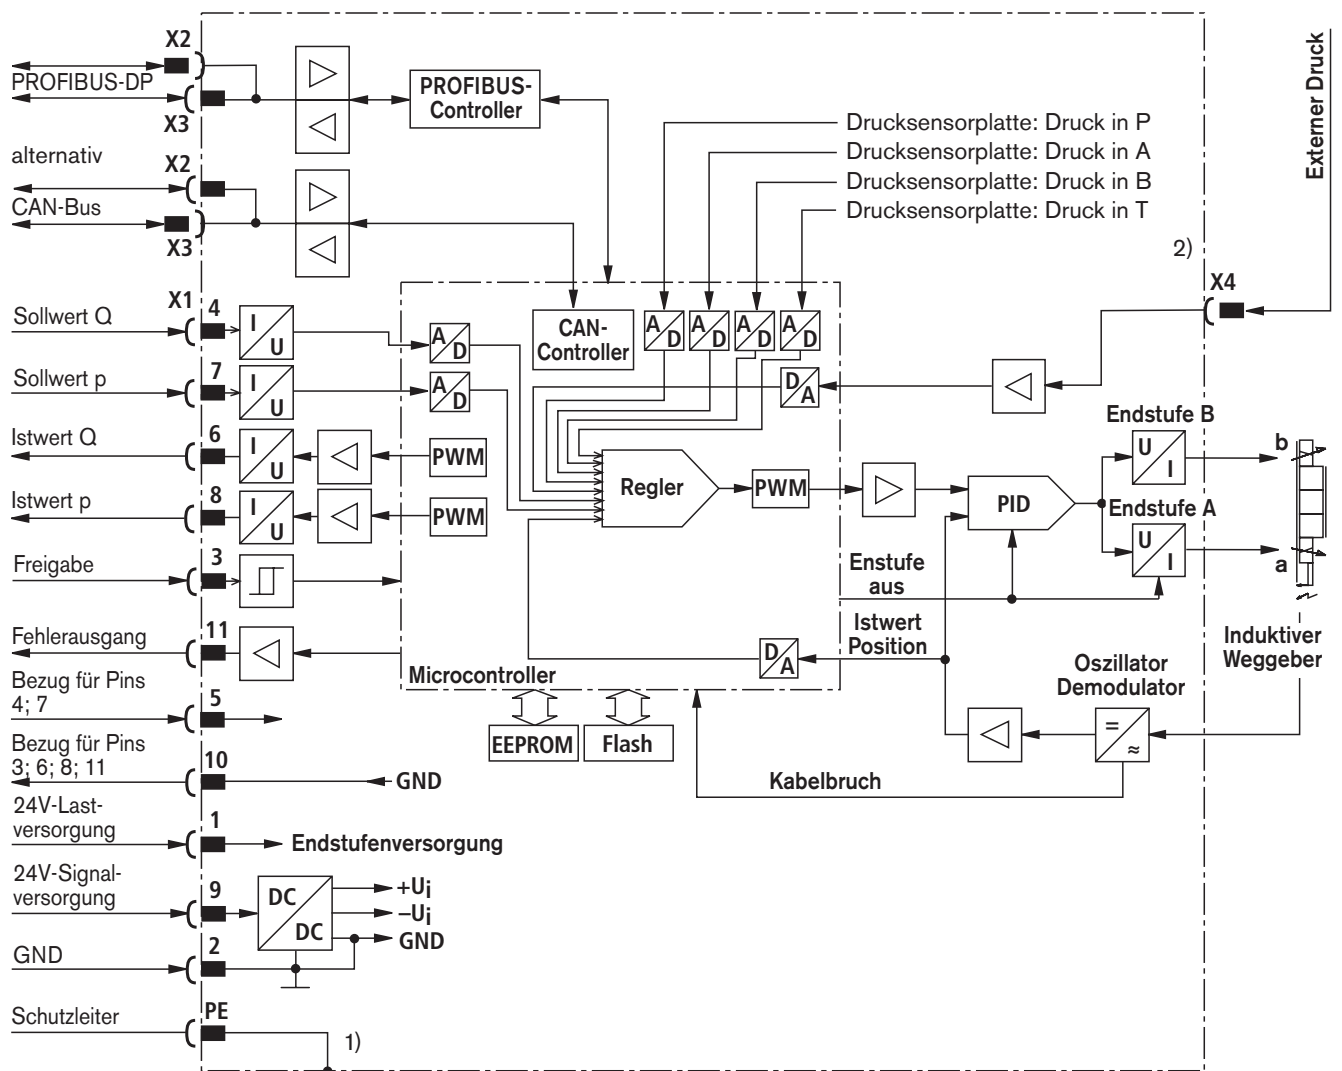 X2
PROFIBUS-DP
X3
alternativ
X2
CAN-Bus
X3
PROFIBUS-
Controller
Drucksensorplatte: Druck in P
Drucksensorplatte: Druck in A
Drucksensorplatte: Druck in B
Drucksensorplatte: Druck in T
Externer Druck
2)
X4
X1
Sollwert Q
4
I
U
A
D
CAN-
Controller
A
D
A
D
A
D
A
D
Sollwert p
7
I
U
A
D
D
A
Istwert Q
6
I
U
PWM
Istwert p
8
I
U
PWM
Regler
PWM
PID
Endstufe B
U
I
b
Endstufe A
U
I
a
Freigabe
3
Enstufe
aus
Istwert
Position
Fehlerausgang
11
D
A
Microcontroller
Oszillator
Demodulator
=
≈
Induktiver
Weggeber
Bezug für Pins
4; 7
5
EEPROM
Flash
Kabelbruch
Bezug für Pins
3; 6; 8; 11
10
GND
24V-Last-
versorgung
1
Endstufenversorgung
24V-Signal-
versorgung
9
DC
DC
+Ui
–Ui
GND
GND
2
Schutzleiter
PE
1)